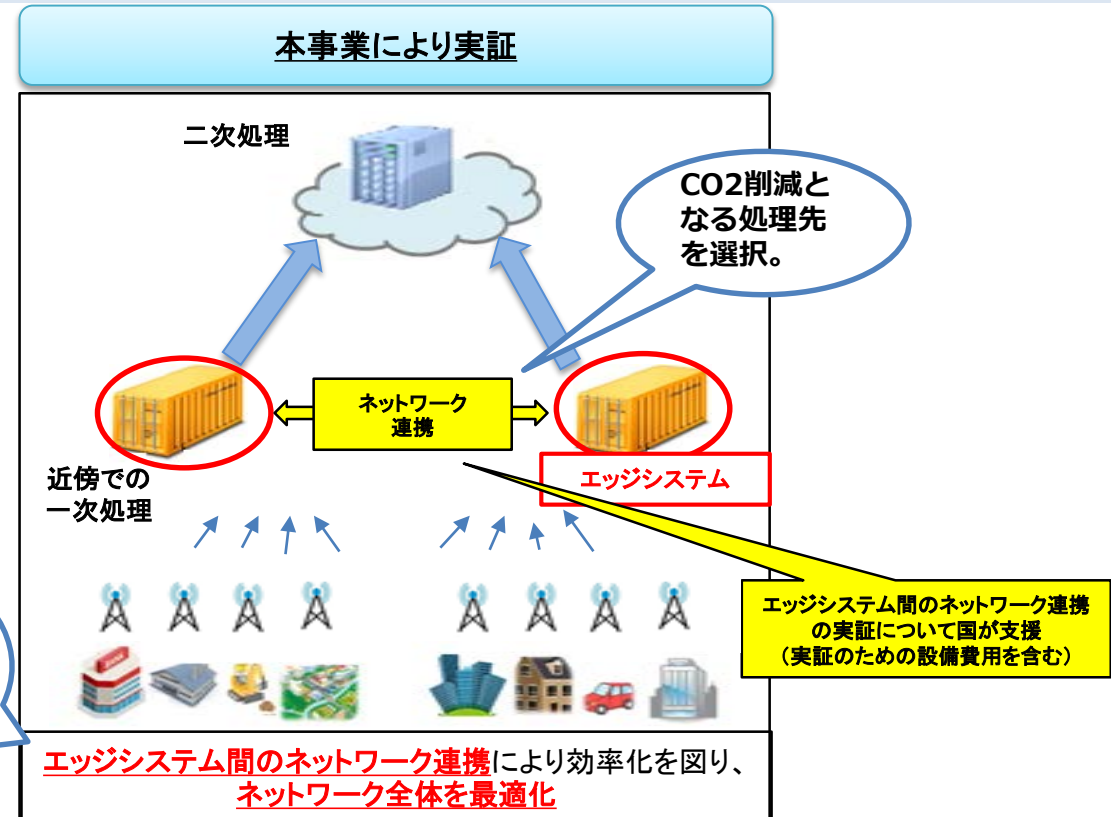 本事業により実証
二次処理
CO2削減と
なる処理先
を選択。
ネットワーク
連携
近傍での
一次処理
エッジシステム
エッジシステム間のネットワーク連携
の実証について国が支援
（実証のための設備費用を含む）
エッジシステム間のネットワーク連携により効率化を図り、
ネットワーク全体を最適化